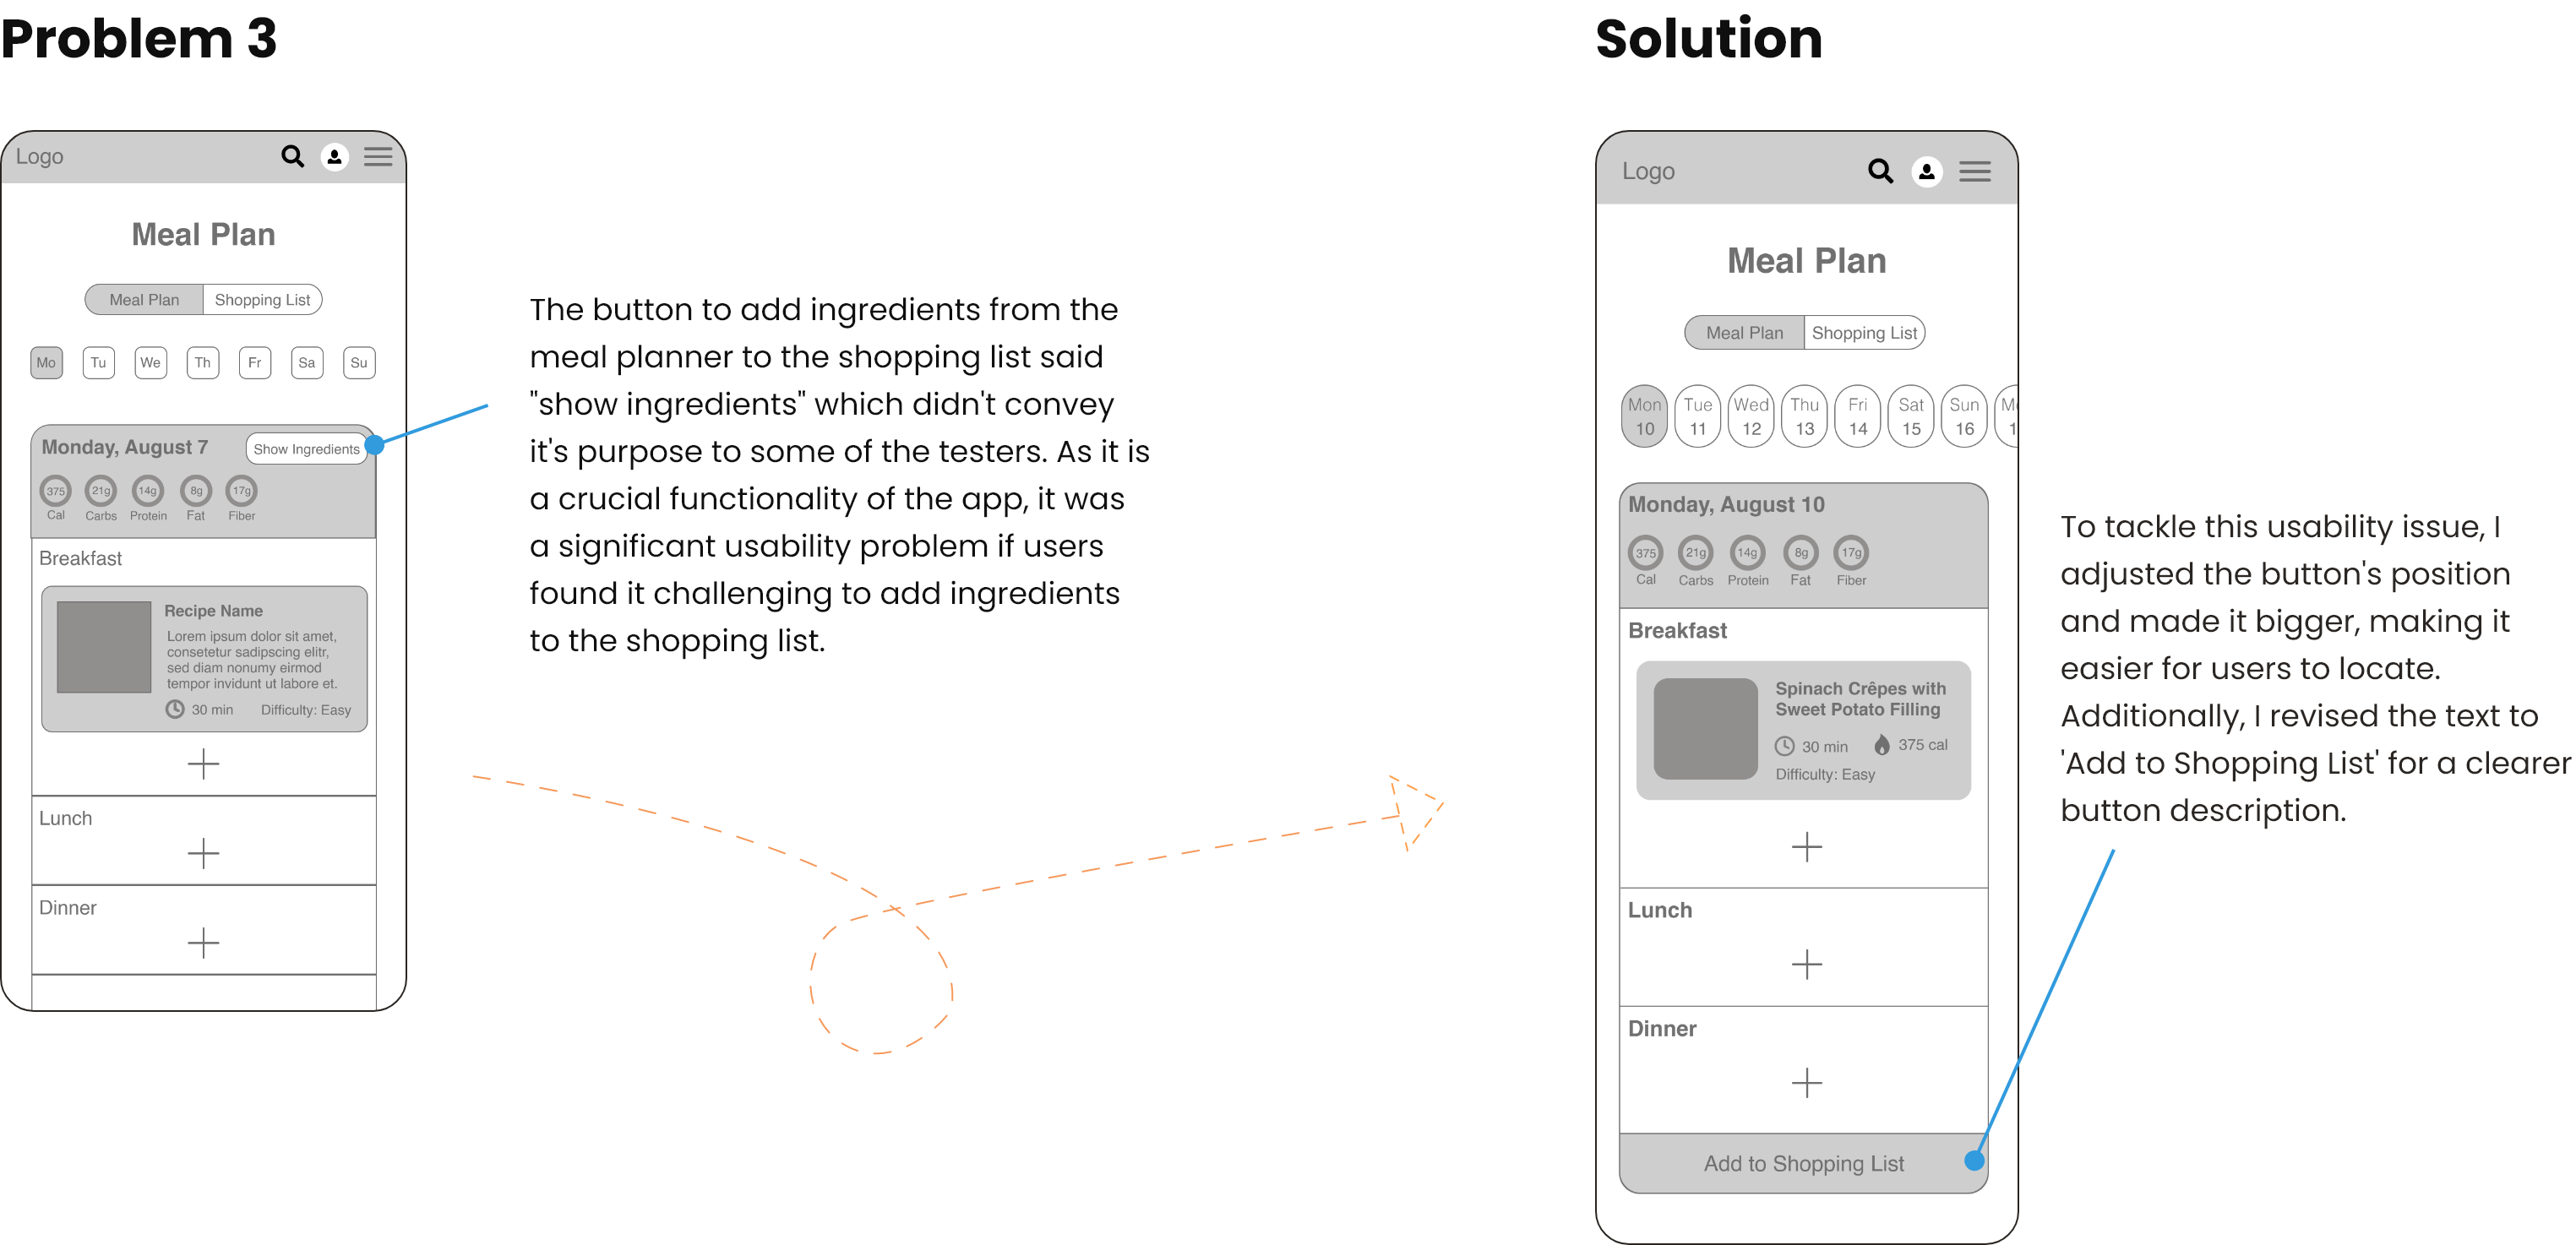 Problem 3
Logo
Meal Plan
Meal Plan Shopping List
Mo Tu We Th Fr Sa Su
Monday, August 7 Show Ingredients
375 21g 14g 8g 17g
Cal Carbs Protein Fat Fiber
Breakfast
Recipe Name
Lorem ipsum dolor sit amet,
consetetur sadipscing elitr,
sed diam nonumy eirmod
tempor invidunt ut labore et.
30 min Difficulty: Easy
Lunch
Dinner
The button to add ingredients from the
meal planner to the shopping list said
"show ingredients" which didn't convey
it's purpose to some of the testers. As it is
a crucial functionality of the app, it was
a significant usability problem if users
found it challenging to add ingredients
to the shopping list.
Solution
Logo
Meal Plan
Meal Plan Shopping List
Mon Tue Wed Thu Fri Sat Sun
10 11 12 13 14 15 16 1
Monday, August 10
375 21g 14g 8g 17g
Cal Carbs Protein Fat Fiber
Breakfast
Spinach Crêpes with
Sweet Potato Filling
30 min 375 cal
Difficulty: Easy
Lunch
Dinner
Add to Shopping List
To tackle this usability issue, I
adjusted the button's position
and made it bigger, making it
easier for users to locate.
Additionally, I revised the text to
'Add to Shopping List' for a clearer
button description.